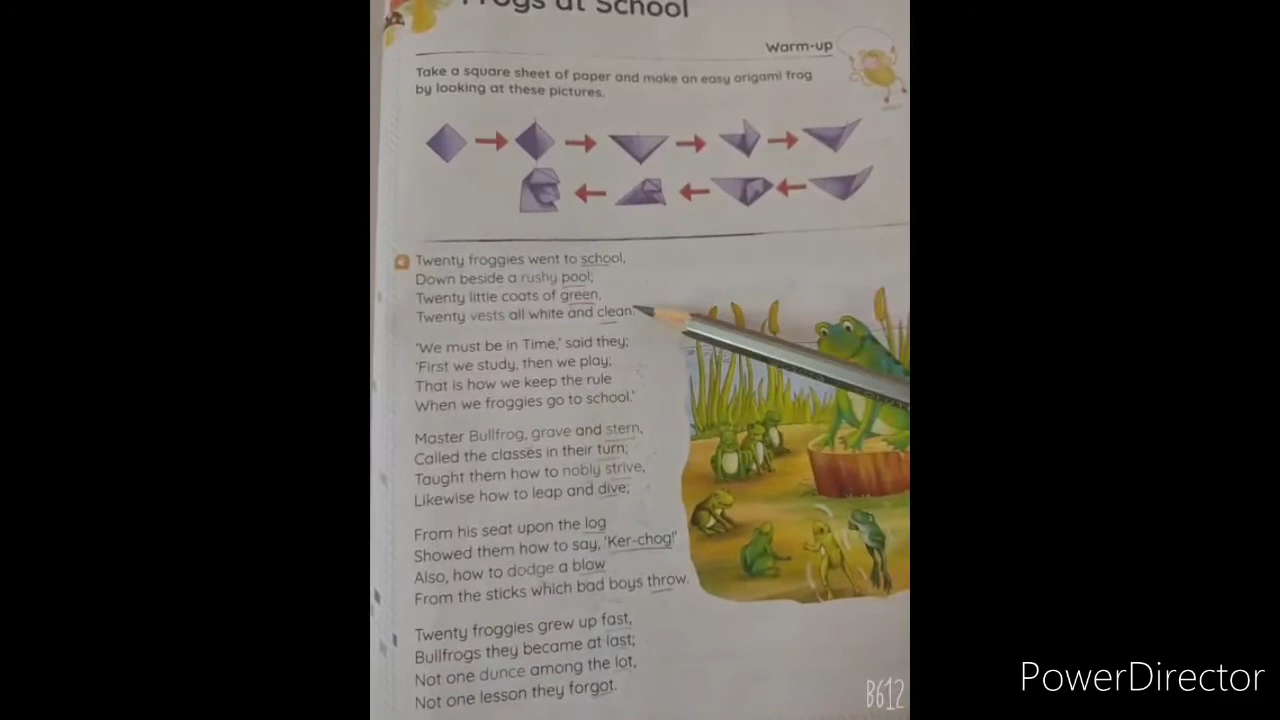 Frogs at School
Warm-up
Take a square sheet of paper and make an easy origami frog
by looking at these pictures.
Twenty froggies went to school,
Down beside a rushy pool;
Twenty little coats of green,
Twenty vests all white and clean.
‘We must be in Time,’ said they;
‘First we study, then we play;
That is how we keep the rule
When we froggies go to school.’
Master Bullfrog, grave and stern,
Called the classes in their turn;
Taught them how to nobly strive,
Likewise how to leap and dive;
From his seat upon the log
Showed them how to say, ‘Ker-chog!’
Also, how to dodge a blow
From the sticks which bad boys throw.
Twenty froggies grew up fast,
Bullfrogs they became at last;
Not one dunce among the lot,
Not one lesson they forgot.
B612
PowerDirector